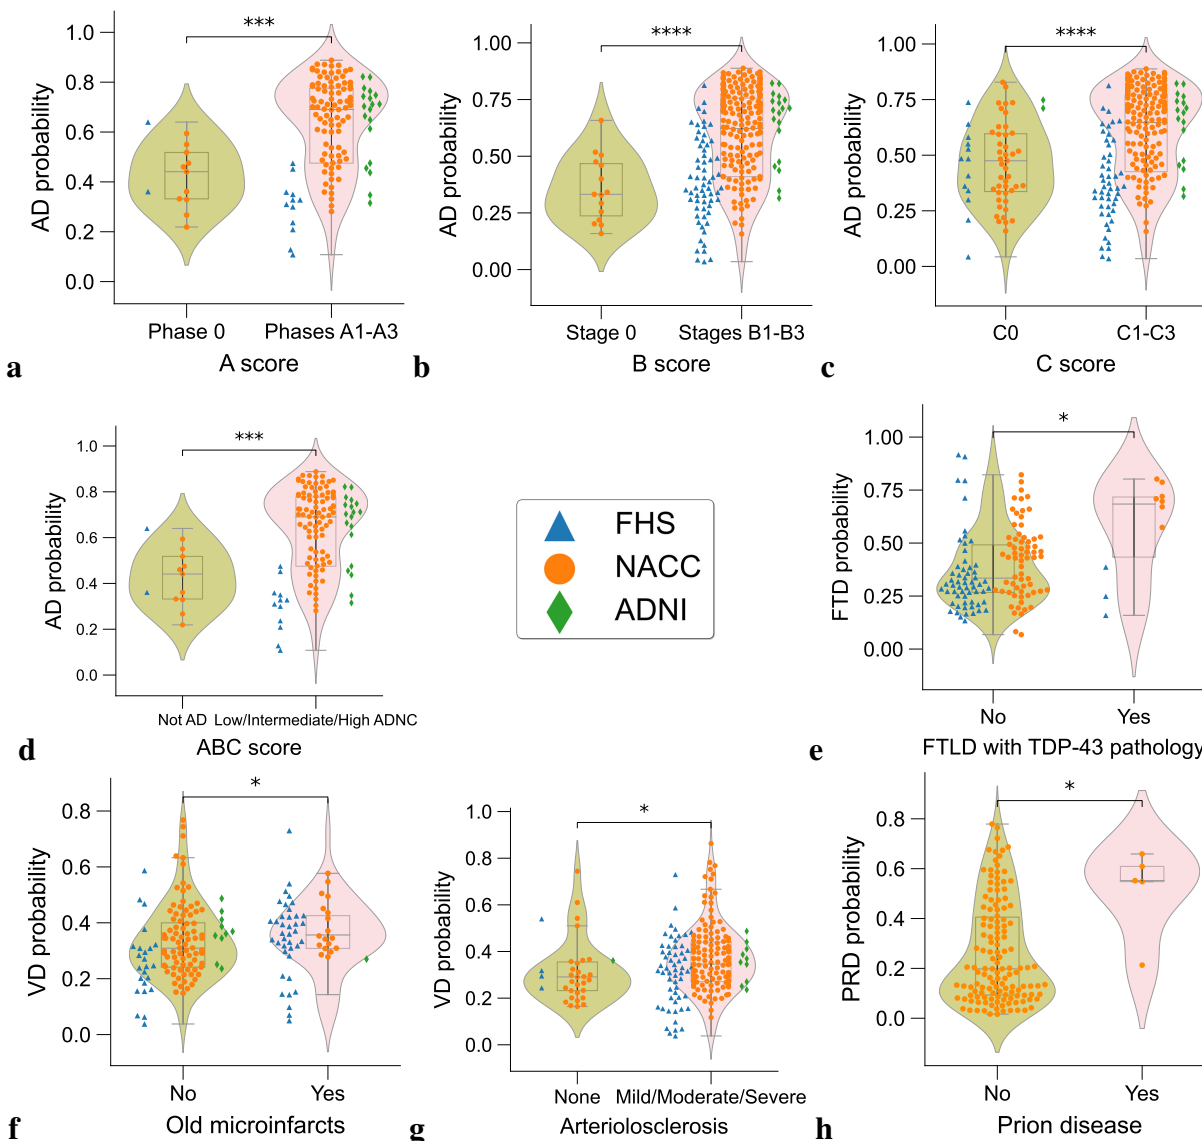 1.0
0.8
0.6
0.4
0.2
0.0
AD probability
***
Phase 0
Phases A1-A3
A score
a
1.00
0.75
0.50
0.25
0.00
AD probability
****
Stage 0
Stages B1-B3
B score
b
1.00
0.75
0.50
0.25
0.00
AD probability
****
C0
C1-C3
C score
c
1.0
0.8
0.6
0.4
0.2
0.0
AD probability
***
Not AD
Low/Intermediate/High ADNC
ABC score
d
FHS
NACC
ADNI
1.00
0.75
0.50
0.25
0.00
FTD probability
*
No
Yes
FTLD with TDP-43 pathology
e
0.8
0.6
0.4
0.2
0.0
VD probability
*
No
Yes
Old microinfarcts
f
1.0
0.8
0.6
0.4
0.2
0.0
VD probability
*
None
Mild/Moderate/Severe
Arteriolosclerosis
g
0.8
0.6
0.4
0.2
0.0
PRD probability
*
No
Yes
Prion disease
h